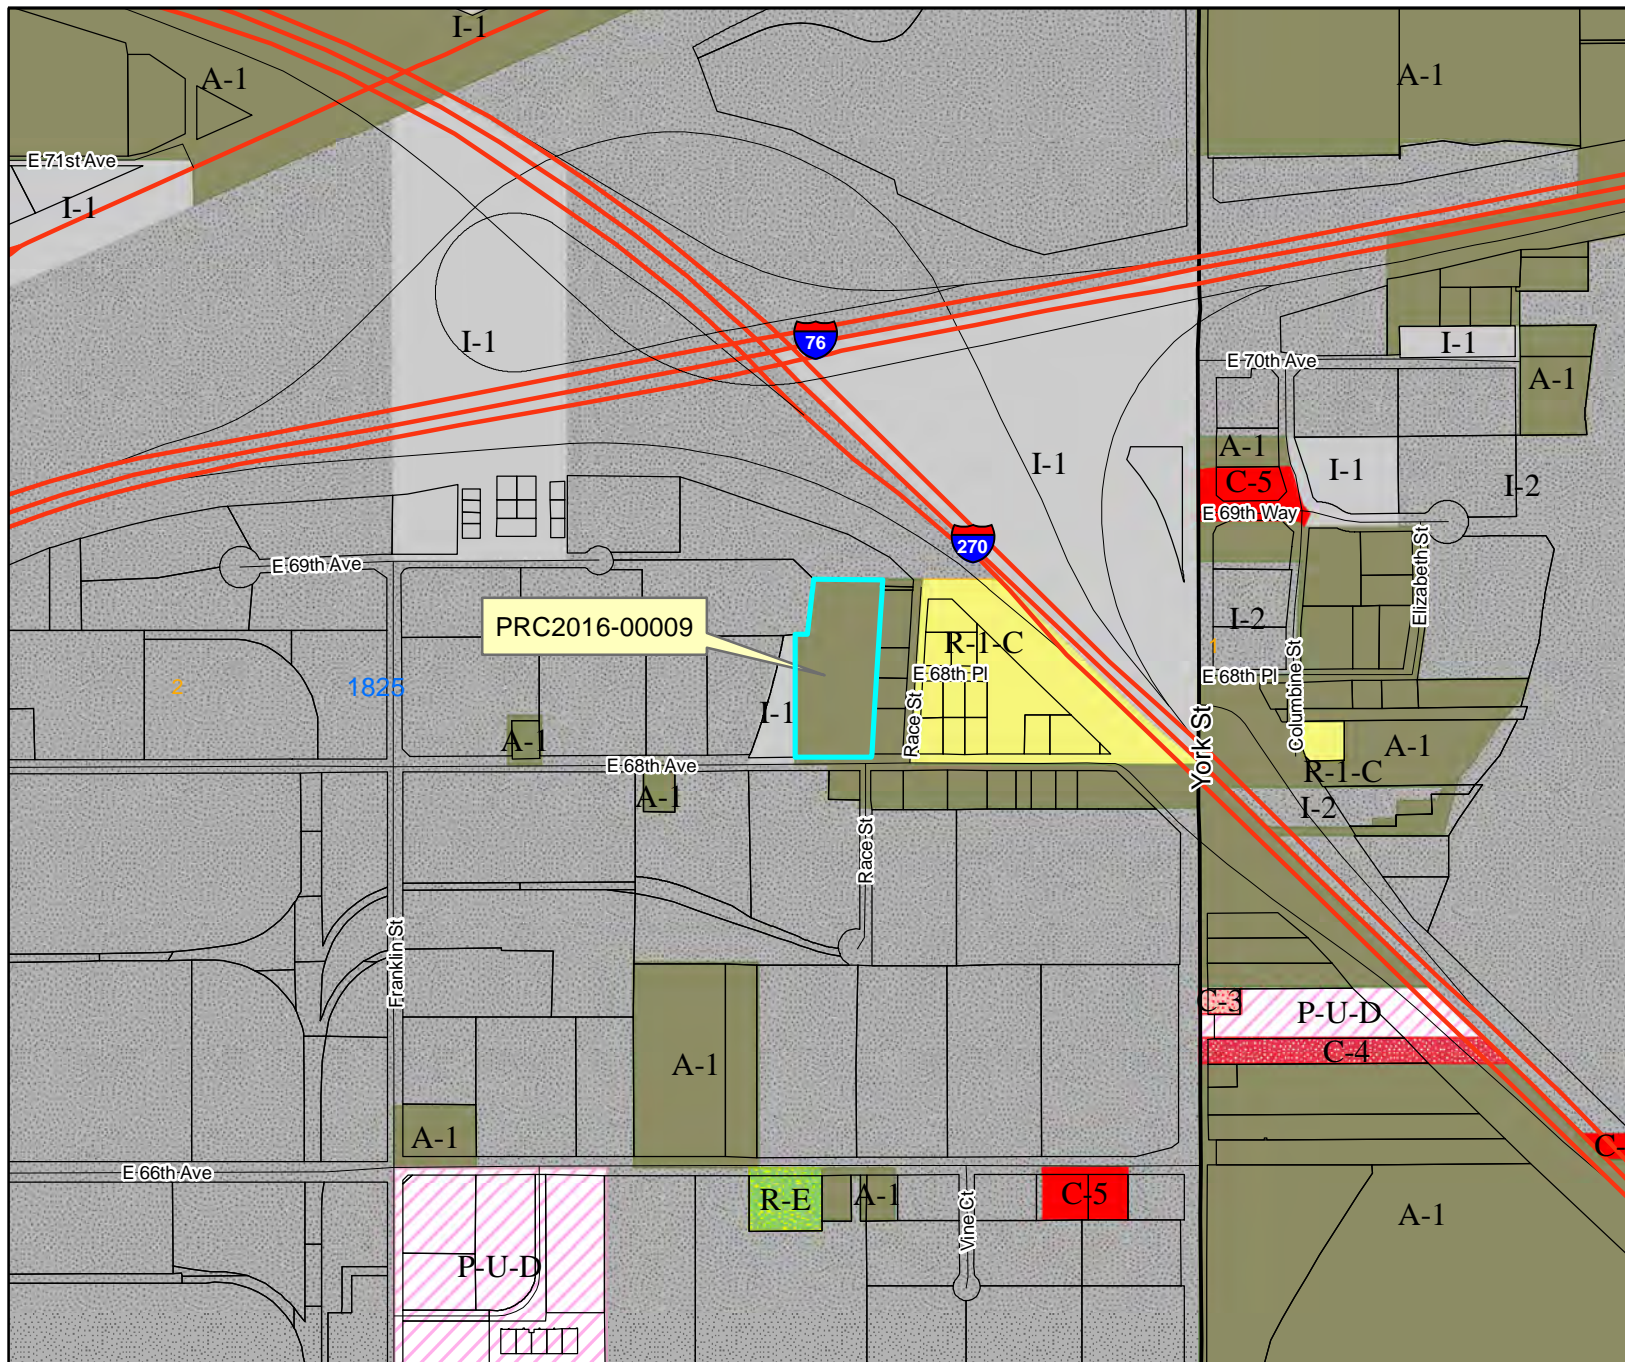 I-1
A-1
A-1
E 71st Ave
I-1
I-1
76
I-1
E 70th Ave
A-1
A-1
I-1
C-5
I-1
I-2
E 69th Way
270
E 69th Ave
Elizabeth St
PRC2016-00009
R-1-C
I-2
1
E 68th Pl
E 68th Pl
2
1825
I-1
Race St
Columbine St
York St
A-1
A-1
E 68th Ave
R-1-C
A-1
I-2
Race St
Franklin St
C-3
P-U-D
C-4
A-1
A-1
C-
E 66th Ave
R-E
A-1
C-5
A-1
Vine Ct
P-U-D